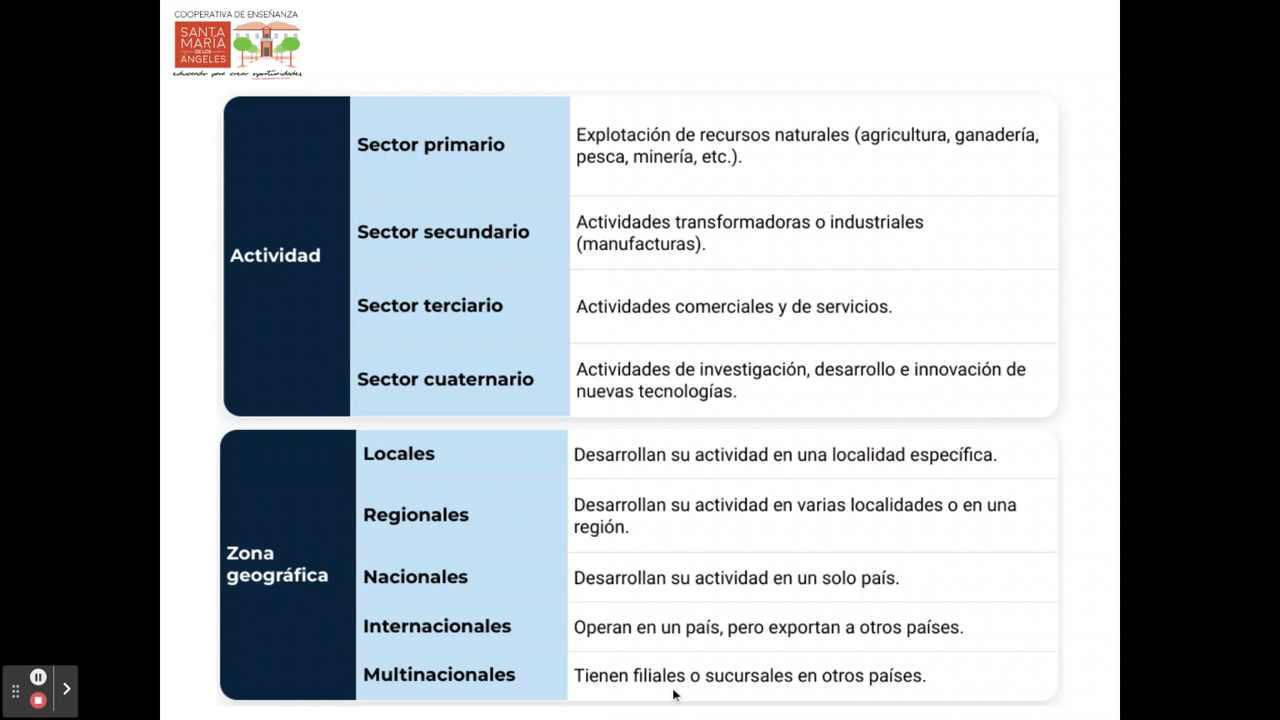 COOPERATIVA DE ENSEÑANZA
SANTA
MARÍA
DE LOS
ÁNGELES
educando para crear oportunidades
Actividad
Sector primario
Explotación de recursos naturales (agricultura, ganadería,
pesca, minería, etc.).
Sector secundario
Actividades transformadoras o industriales
(manufacturas).
Sector terciario
Actividades comerciales y de servicios.
Sector cuaternario
Actividades de investigación, desarrollo e innovación de
nuevas tecnologías.
Zona
geográfica
Locales
Desarrollan su actividad en una localidad específica.
Regionales
Desarrollan su actividad en varias localidades o en una
región.
Nacionales
Desarrollan su actividad en un solo país.
Internacionales
Operan en un país, pero exportan a otros países.
Multinacionales
Tienen filiales o sucursales en otros países.